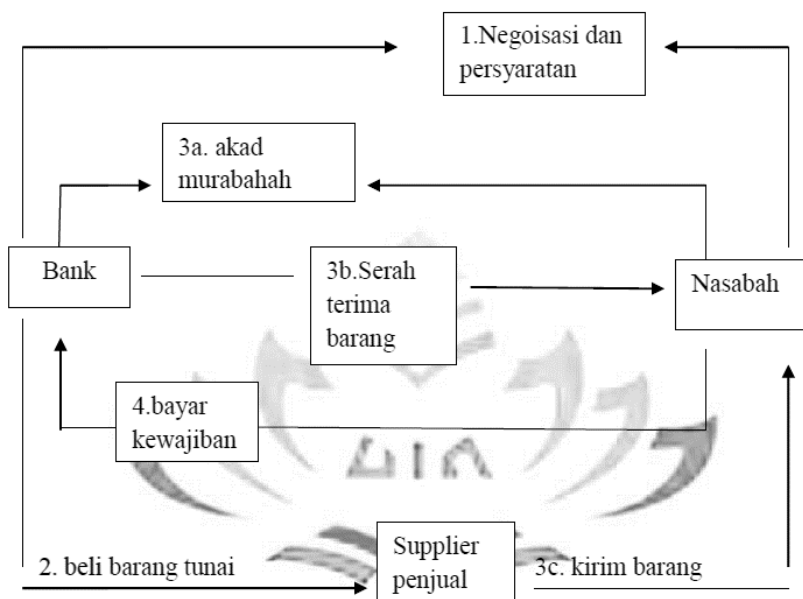 1.Negoisasi dan
persyaratan
3a. akad
murabahah
Bank
3b.Serah
terima
barang
Nasabah
4.bayar
kewajiban
2. beli barang tunai
Supplier
penjual
3c. kirim barang